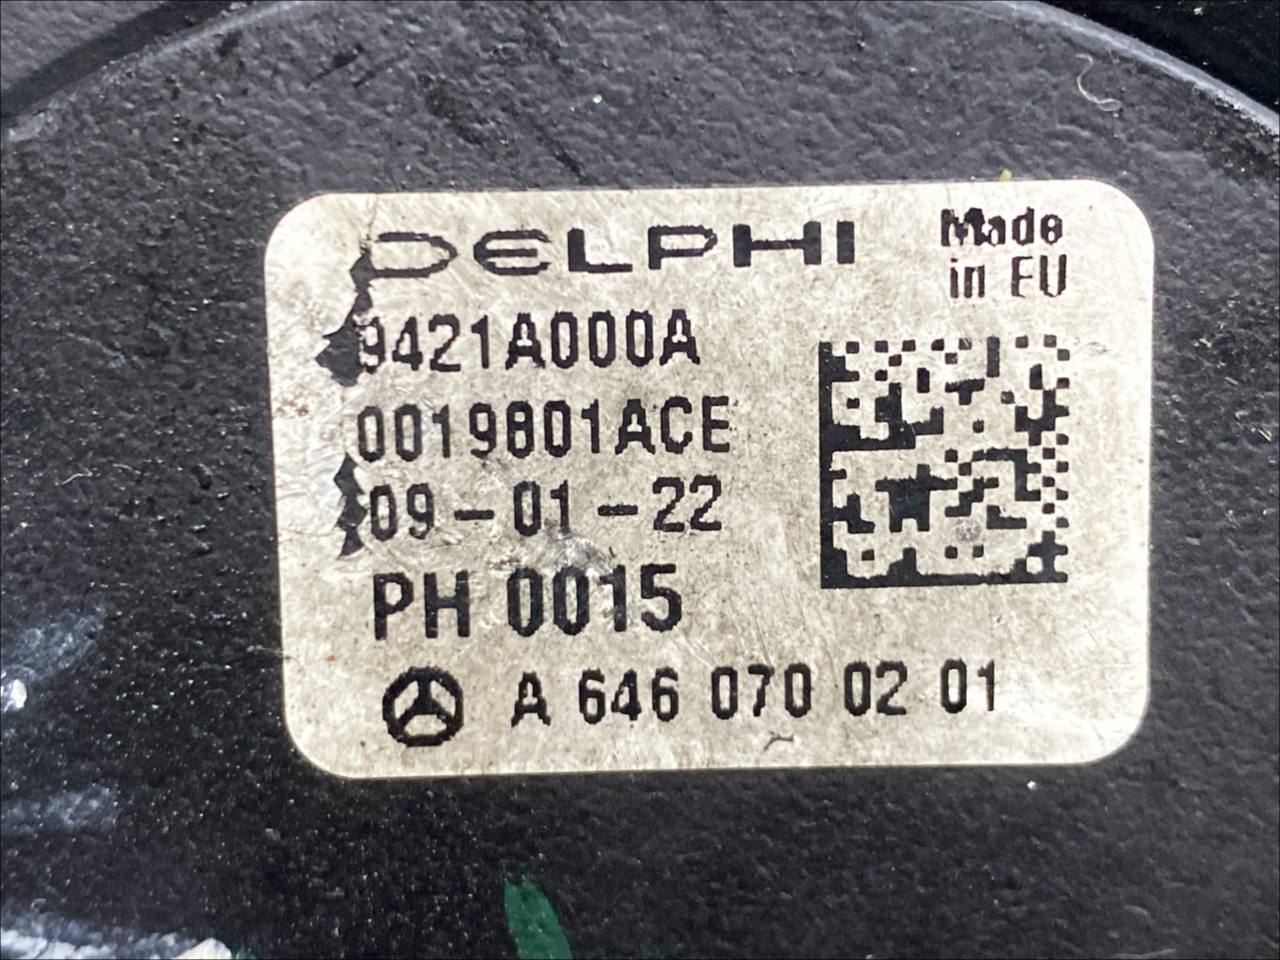 DELPHI
Made
in EU
9421A000A
0019801ACE
09-01-22
PH 0015
A 646 070 02 01